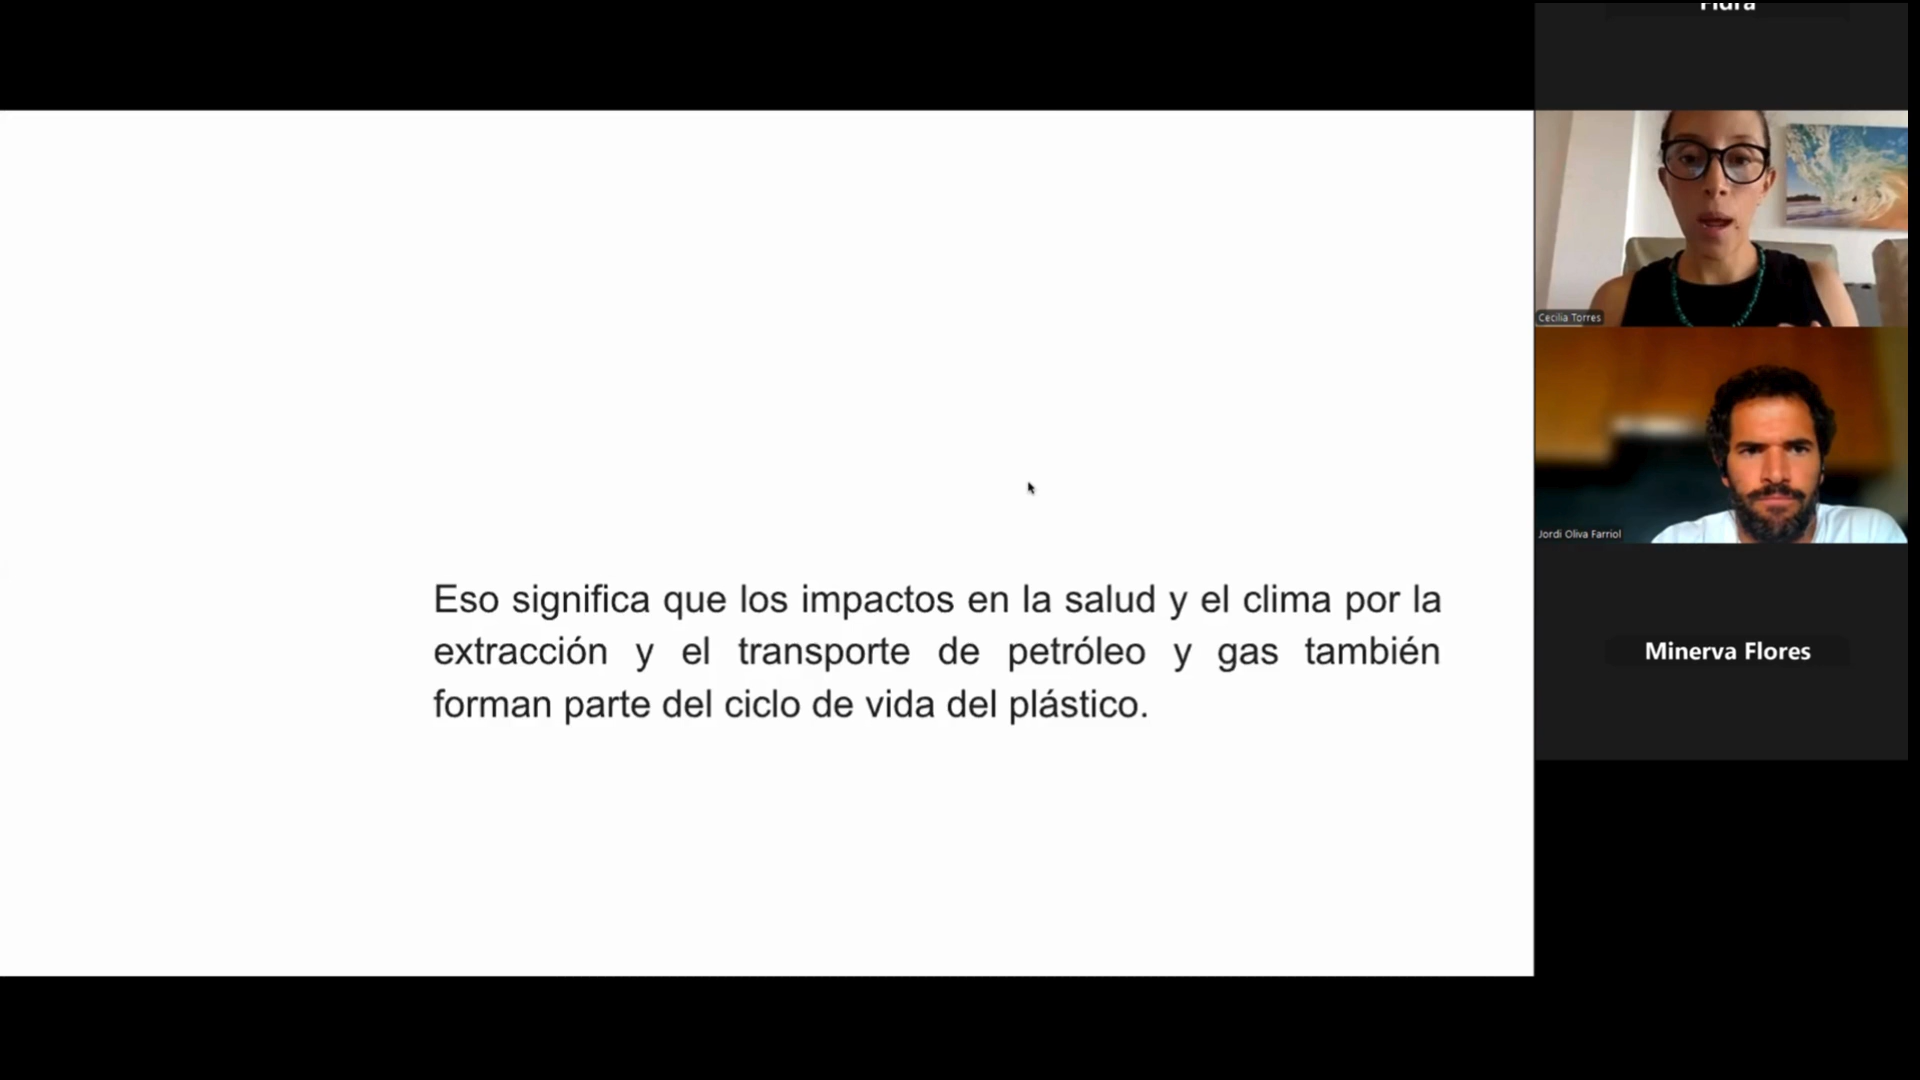 Eso significa que los impactos en la salud y el clima por la
extracción y el transporte de petróleo y gas también
forman parte del ciclo de vida del plástico.
Cecilia Torres
Jordi Oliva Farriol
Minerva Flores